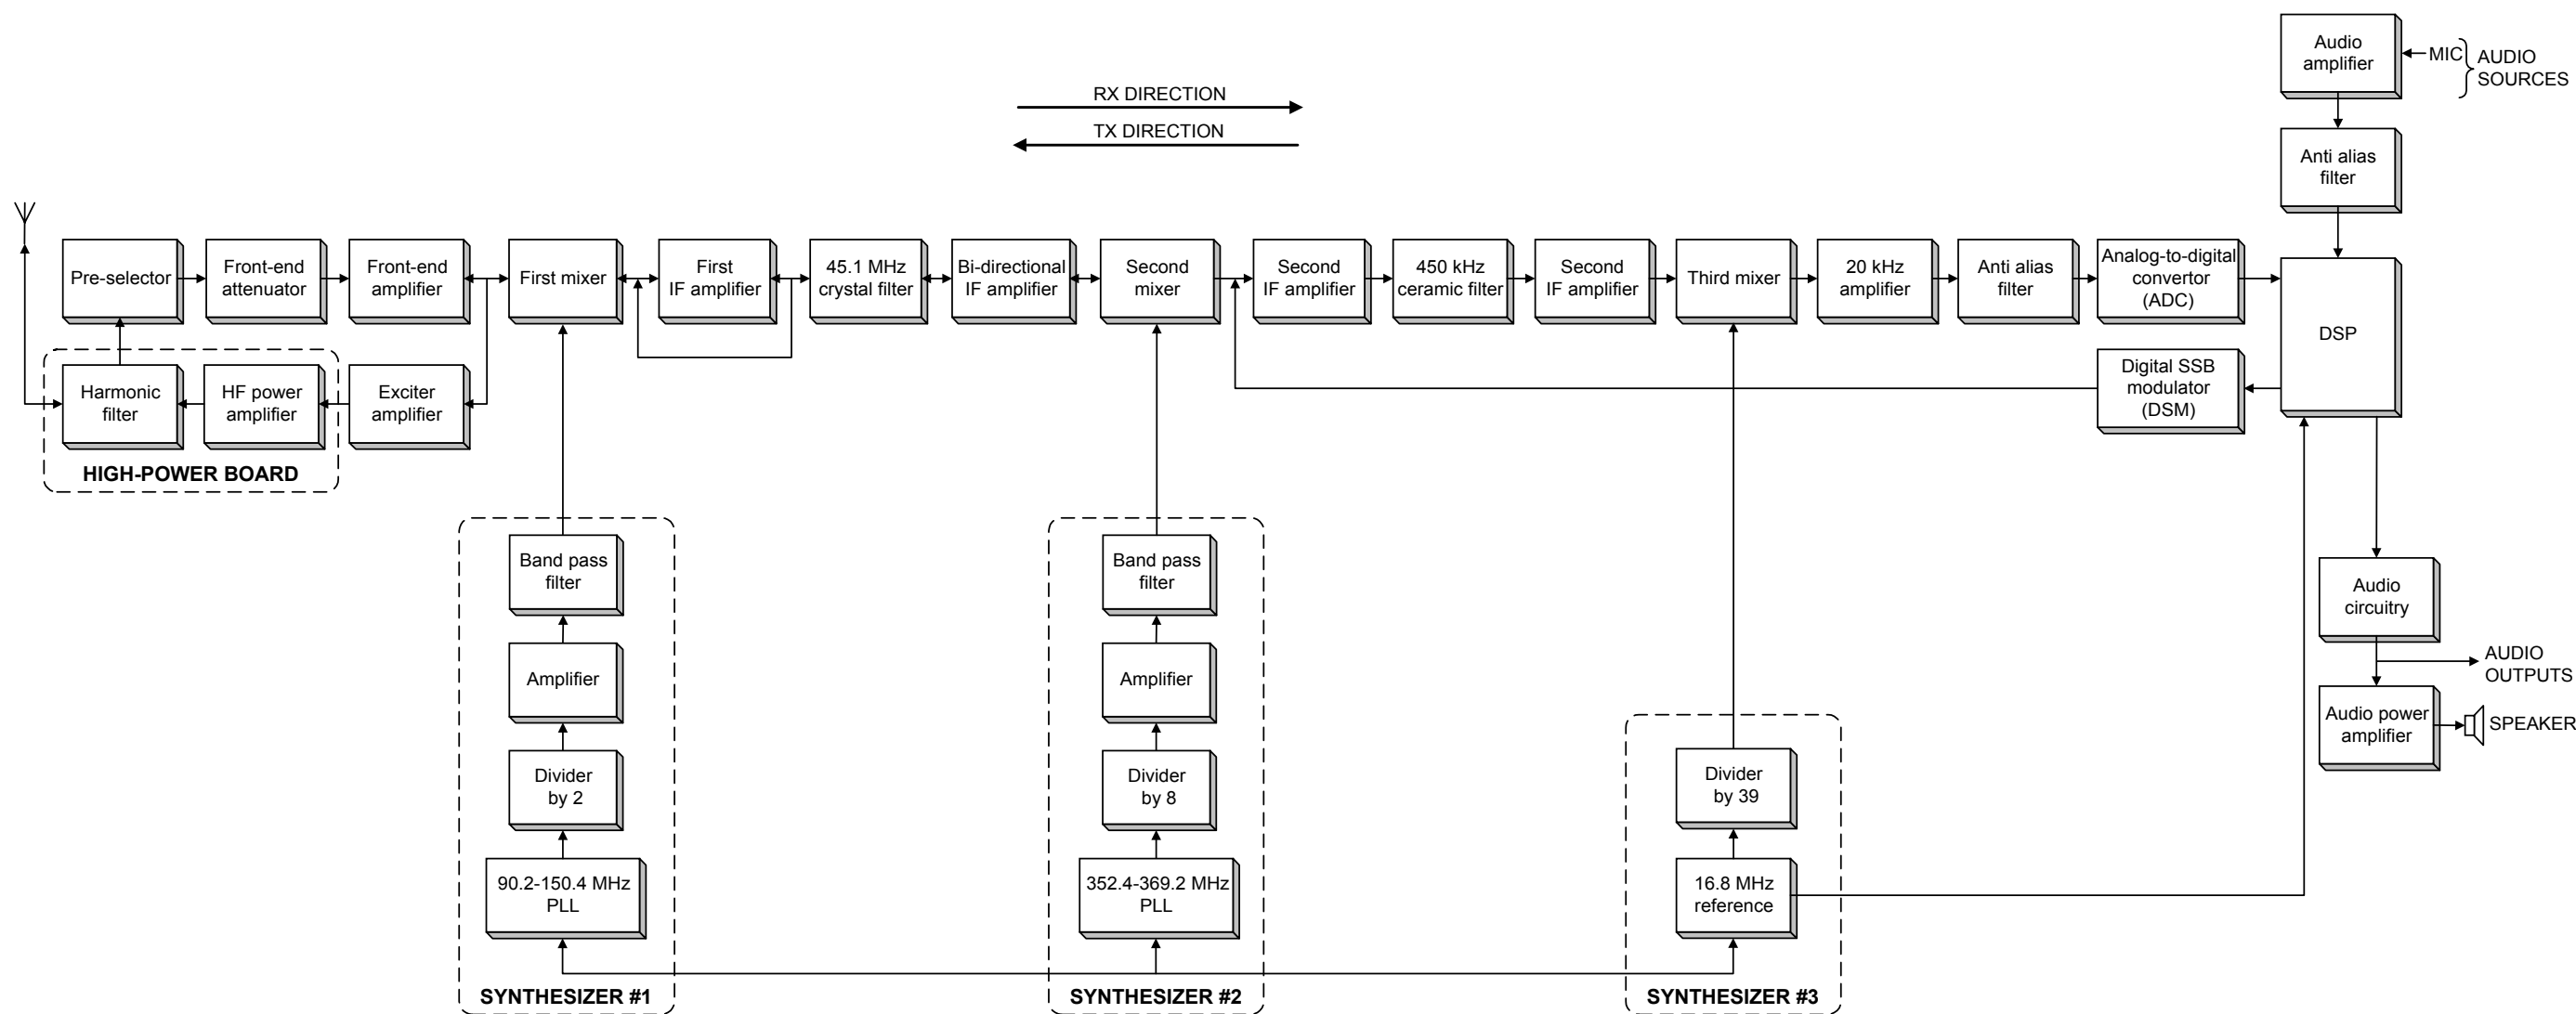 Audio
amplifier
MIC
AUDIO
SOURCES
RX DIRECTION
TX DIRECTION
Anti alias
filter
Pre-selector
Front-end
attenuator
Front-end
amplifier
First mixer
First
IF amplifier
45.1 MHz
crystal filter
Bi-directional
IF amplifier
Second
mixer
Second
IF amplifier
450 kHz
ceramic filter
Second
IF amplifier
Third mixer
20 kHz
amplifier
Anti alias
filter
Analog-to-digital
convertor
(ADC)
DSP
Harmonic
filter
HF power
amplifier
Exciter
amplifier
HIGH-POWER BOARD
Digital SSB
modulator
(DSM)
Band pass
filter
Amplifier
Divider
by 2
90.2-150.4 MHz
PLL
SYNTHESIZER #1
Band pass
filter
Amplifier
Divider
by 8
352.4-369.2 MHz
PLL
SYNTHESIZER #2
Divider
by 39
16.8 MHz
reference
SYNTHESIZER #3
Audio
circuitry
AUDIO
OUTPUTS
Audio power
amplifier
SPEAKER